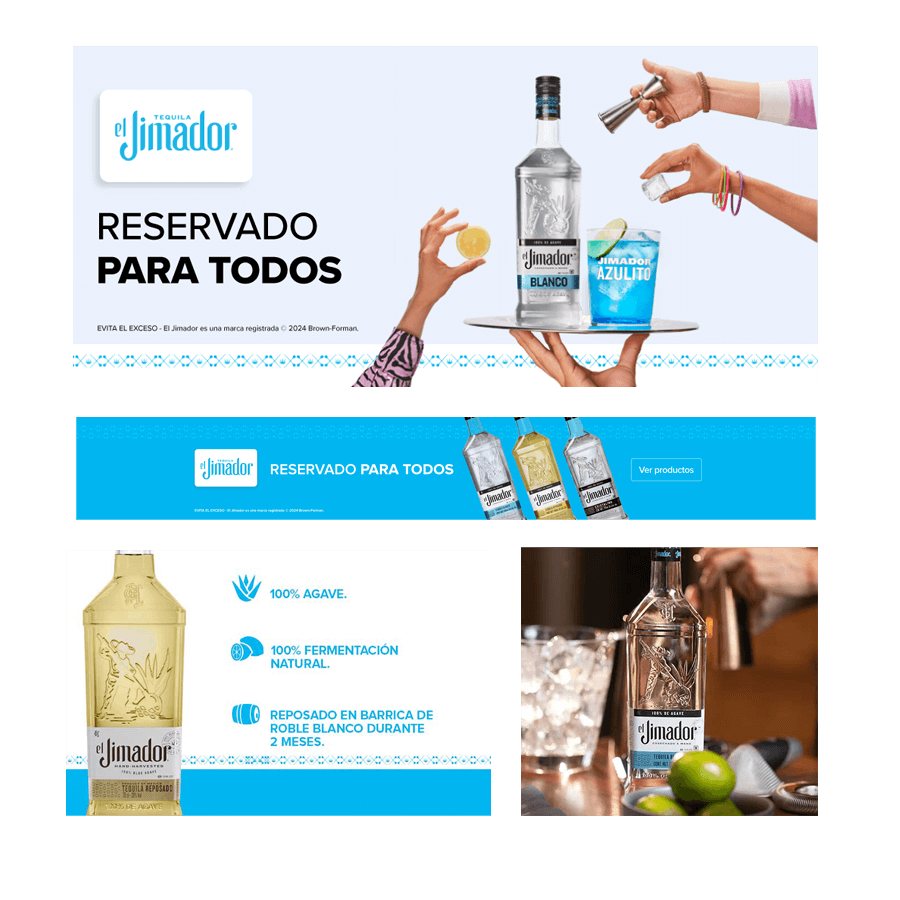 TEQUILA
el Jimador
RESERVADO
PARA TODOS
EVITA EL EXCESO - El Jimador es una marca registrada © 2024 Brown-Forman.
100% DE AGAVE
el Jimador
BLANCO
JIMADOR
AZULITO
TEQUILA
el Jimador
RESERVADO PARA TODOS
EVITA EL EXCESO - El Jimador es una marca registrada © 2024 Brown-Forman.
el Jimador
el Jimador
el Jimador
Ver productos
100% AGAVE.
100% FERMENTACIÓN
NATURAL.
REPOSADO EN BARRICA DE
ROBLE BLANCO DURANTE
2 MESES.
el Jimador
HAND-HARVESTED
100% BLUE AGAVE
TEQUILA REPOSADO
100% DE AGAVE
100% DE AGAVE
el Jimador